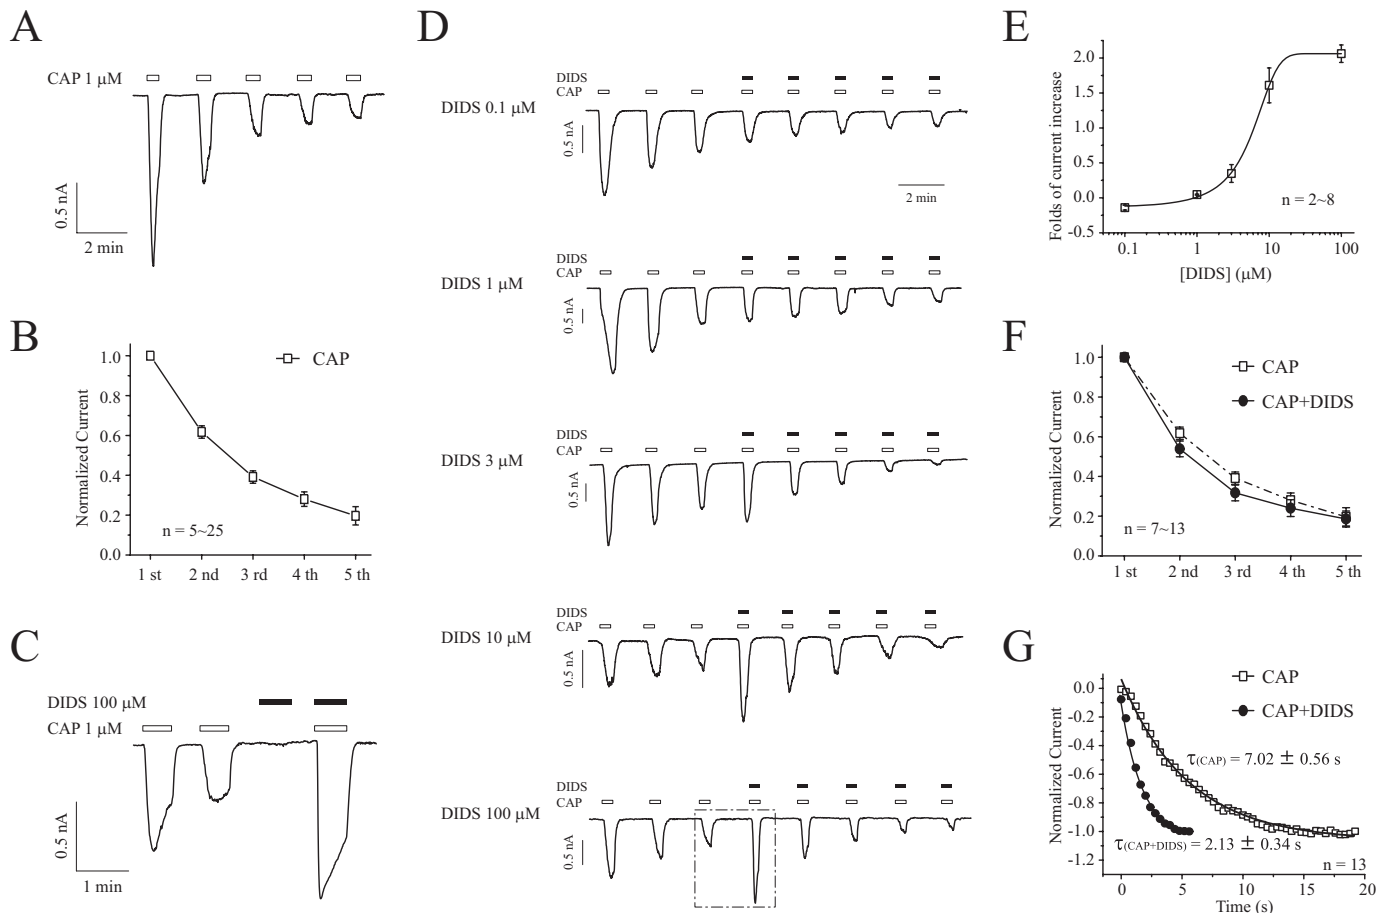 A
CAP 1 μM
0.5 nA
2 min
B
Normalized Current
1.0
0.8
0.6
0.4
0.2
0.0
CAP
n = 5~25
1 st 2 nd 3 rd 4 th 5 th
C
DIDS 100 μM
CAP 1 μM
0.5 nA
1 min
D
DIDS
CAP
DIDS 0.1 μM
0.5 nA
2 min
DIDS
CAP
DIDS 1 μM
0.5 nA
DIDS
CAP
DIDS 3 μM
0.5 nA
DIDS
CAP
DIDS 10 μM
0.5 nA
DIDS
CAP
DIDS 100 μM
0.5 nA
E
Folds of current increase
2.0
1.5
1.0
0.5
0.0
-0.5
n = 2~8
0.1 1 10 100
[DIDS] (μM)
F
Normalized Current
1.0
0.8
0.6
0.4
0.2
0.0
CAP
CAP+DIDS
n = 7~13
1 st 2 nd 3 rd 4 th 5 th
G
Normalized Current
0.0
-0.2
-0.4
-0.6
-0.8
-1.0
-1.2
CAP
CAP+DIDS
τ(CAP) = 7.02 ± 0.56 s
τ(CAP+DIDS) = 2.13 ± 0.34 s
n = 13
0 5 10 15 20
Time (s)